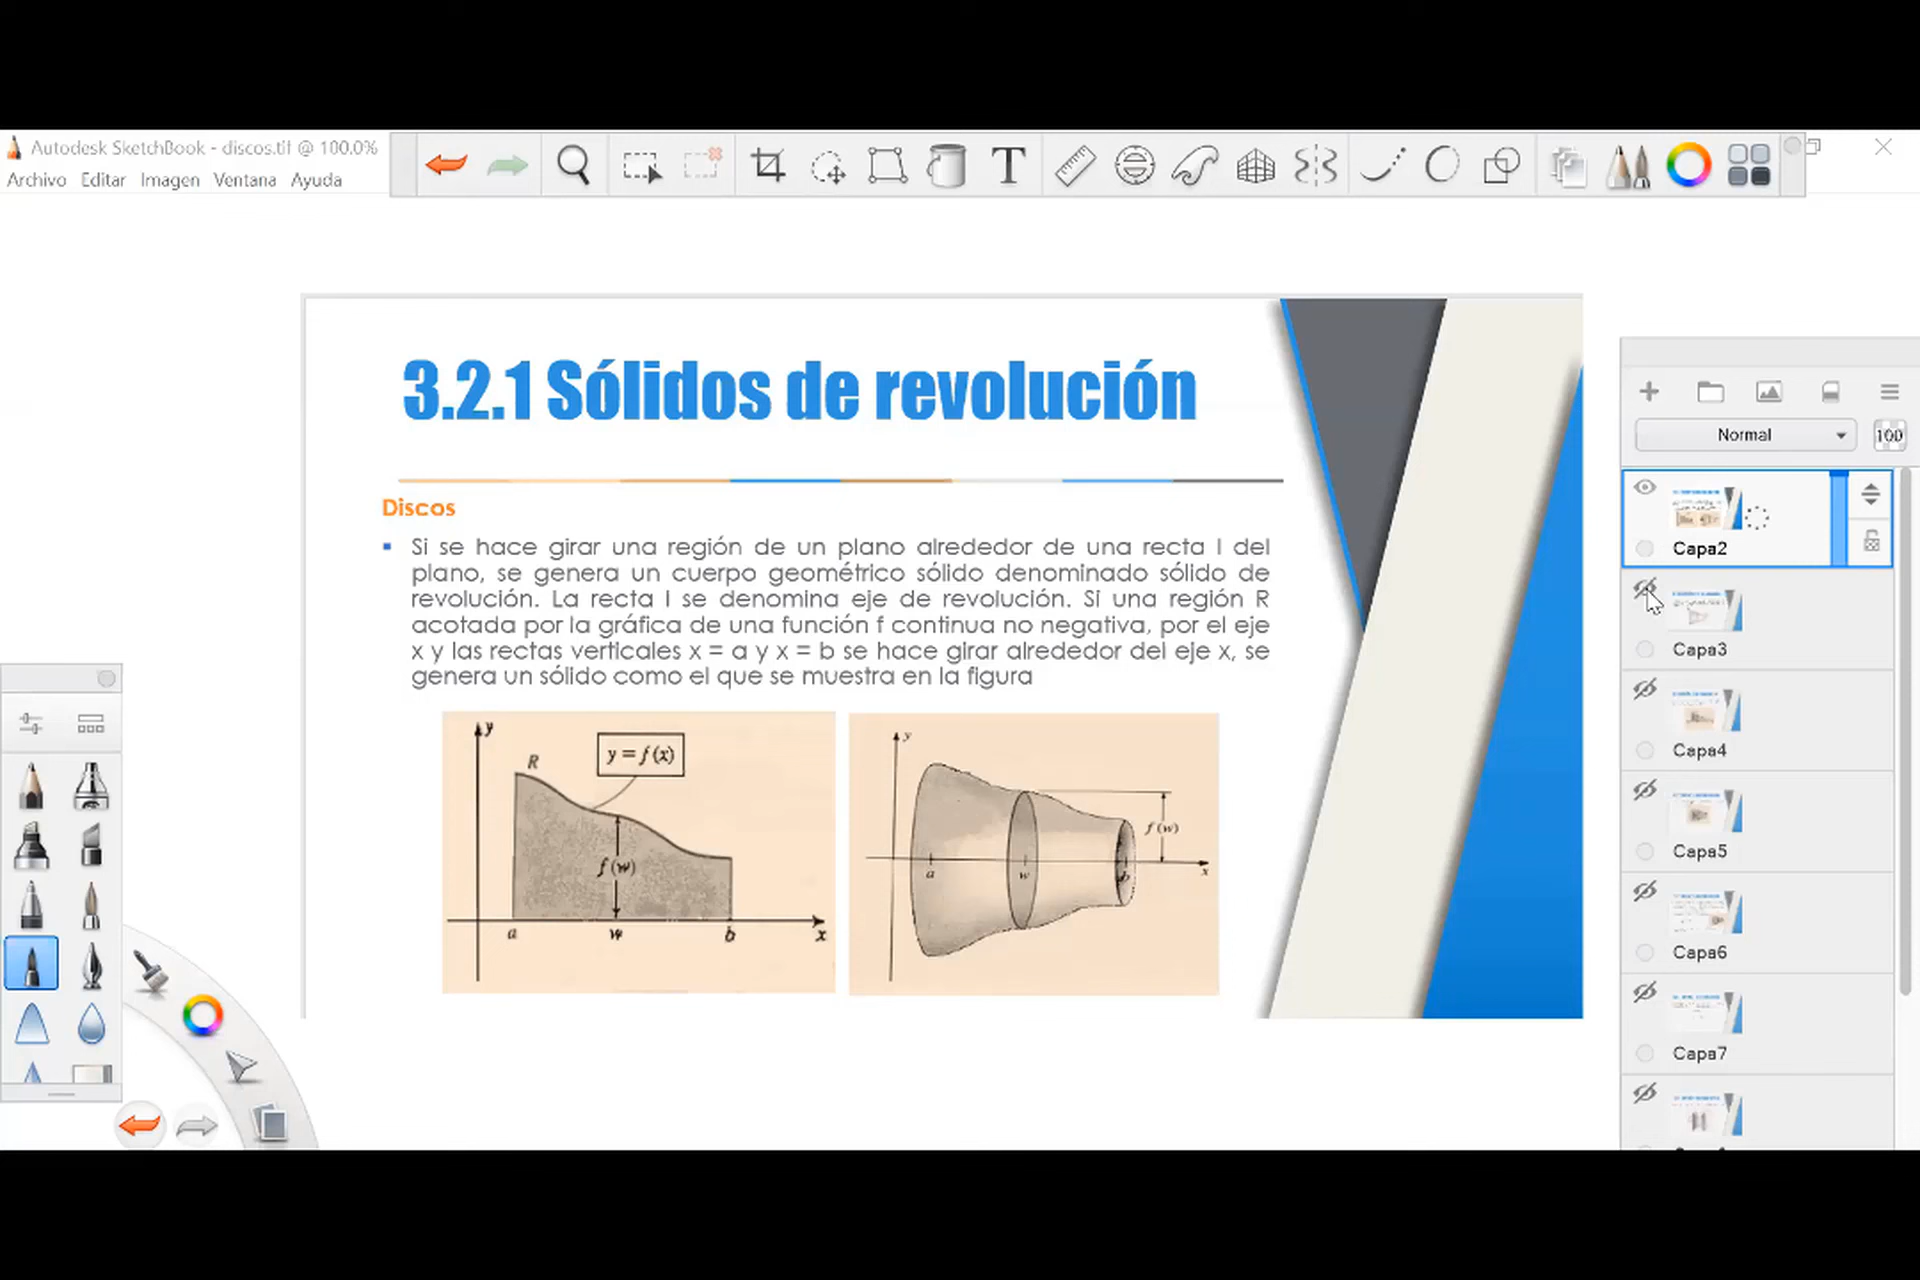 Autodesk SketchBook - discos.tif @ 100.0%
Archivo Editar Imagen Ventana Ayuda
T
3.2.1 Sólidos de revolución
Discos
Si se hace girar una región de un plano alrededor de una recta l del
plano, se genera un cuerpo geométrico sólido denominado sólido de
revolución. La recta l se denomina eje de revolución. Si una región R
acotada por la gráfica de una función f continua no negativa, por el eje
x y las rectas verticales x = a y x = b se hace girar alrededor del eje x, se
genera un sólido como el que se muestra en la figura
y
R
y = f(x)
f(w)
a
w
b
x
y
f(w)
a
w
b
x
Normal
100
Capa2
Capa3
Capa4
Capa5
Capa6
Capa7